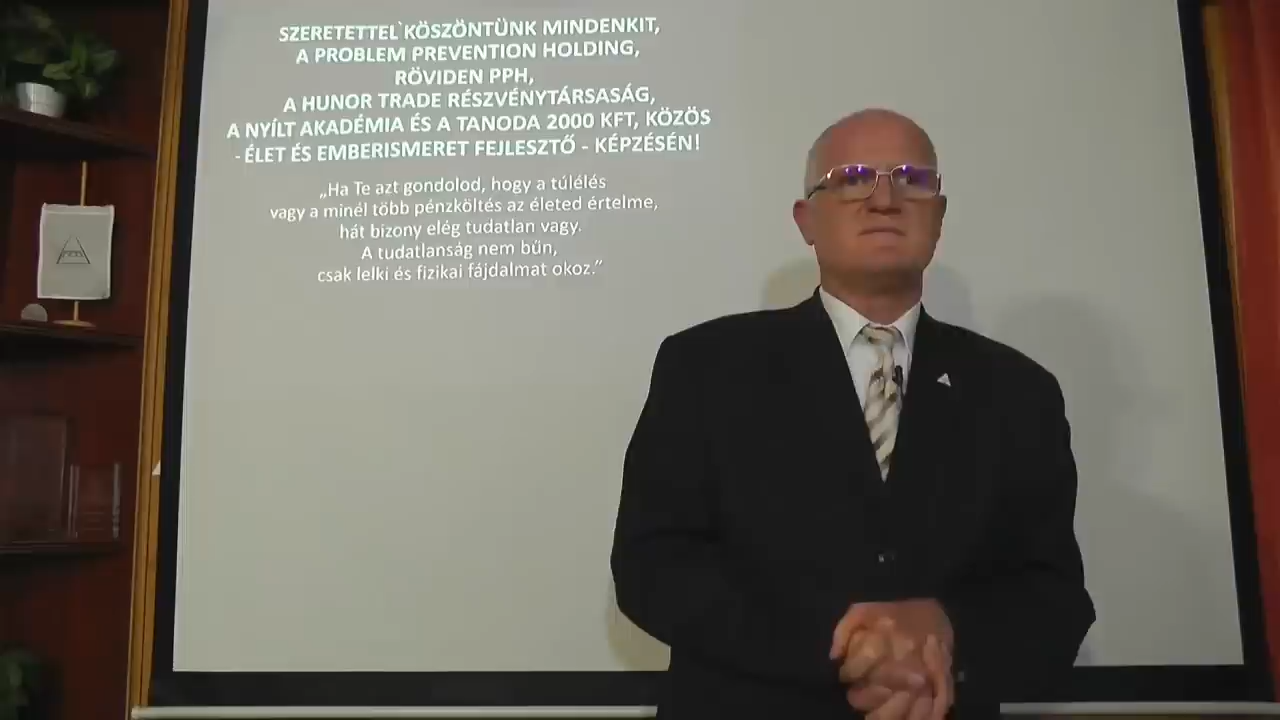 SZERETETTEL KÖSZÖNTÜNK MINDENKIT,
A PROBLEM PREVENTION HOLDING,
RÖVIDEN PPH,
A HUNOR TRADE RÉSZVÉNYTÁRSASÁG,
A NYÍLT AKADÉMIA ÉS A TANODA 2000 KFT, KÖZÖS
- ÉLET ÉS EMBERISMERET FEJLESZTŐ - KÉPZÉSÉN!
„Ha Te azt gondolod, hogy a túlélés
vagy a minél több pénzköltés az életed értelme,
hát bizony elég tudatlan vagy.
A tudatlanság nem bűn,
csak lelki és fizikai fájdalmat okoz.”